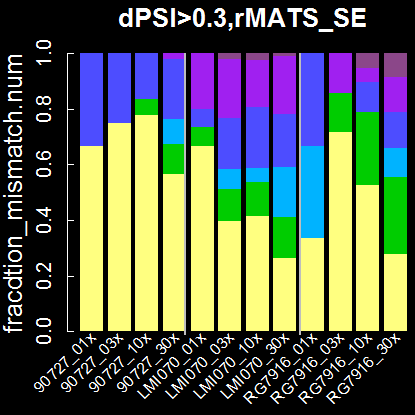 dPSI>0.3,rMATS_SE
fracdtion_mismatch.num
1.0
0.8
0.6
0.4
0.2
0.0
90727_01x
90727_03x
90727_10x
90727_30x
LMI070_01x
LMI070_03x
LMI070_10x
LMI070_30x
RG7916_01x
RG7916_03x
RG7916_10x
RG7916_30x